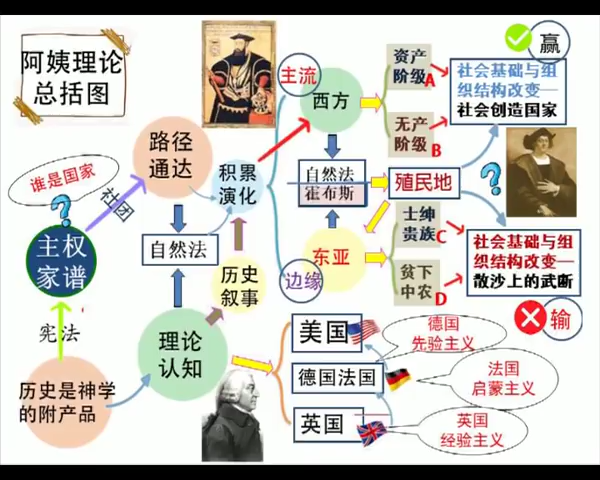 阿姨理论
总括图
主流
西方
资产
阶级
A
社会基础与组
织结构改变—
社会创造国家
赢
路径
通达
积累
演化
无产
阶级
B
谁是国家
社团
自然法
霍布斯
殖民地
主权
家谱
自然法
历史
叙事
边缘
东亚
士绅
贵族
C
贫下
中农
D
社会基础与组
织结构改变—
散沙上的武断
输
宪法
理论
认知
历史是神学
的附产品
美国
德国法国
英国
德国
先验主义
法国
启蒙主义
英国
经验主义